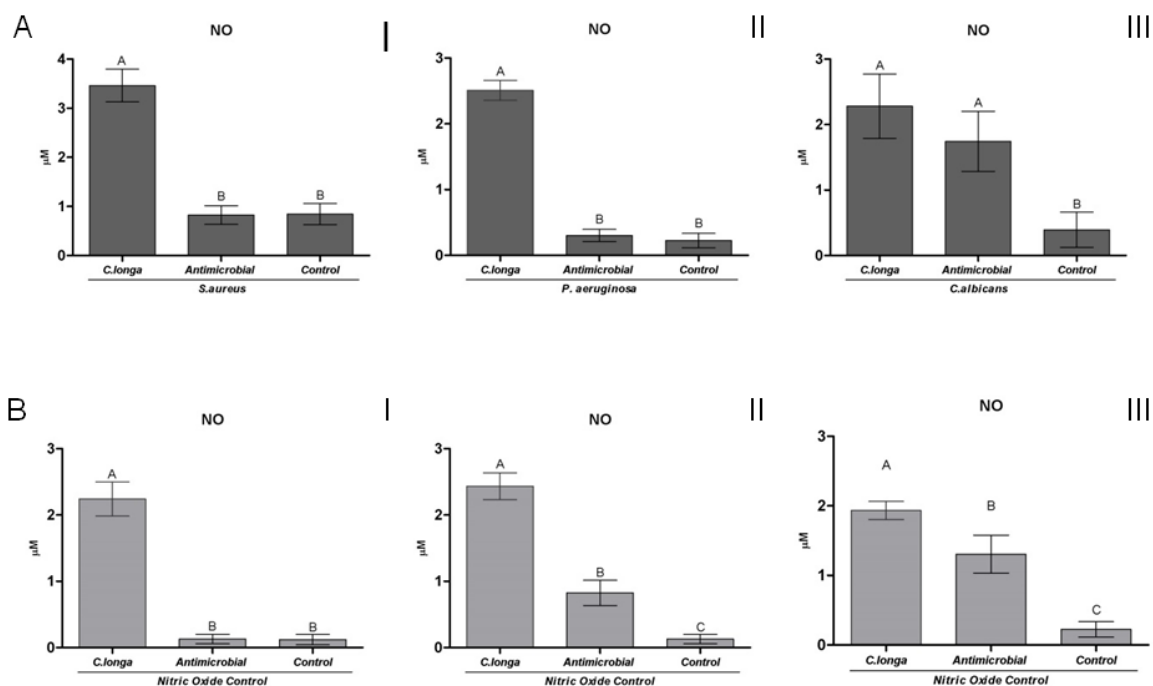 A
NO
I
μM
4
3
2
1
0
A
B
B
C.longa Antimicrobial Control
S.aureus
NO
II
μM
3
2
1
0
A
B
B
C.longa Antimicrobial Control
P. aeruginosa
NO
III
μM
3
2
1
0
A
A
B
C.longa Antimicrobial Control
C.albicans
B
NO
I
μM
3
2
1
0
A
B
B
C.longa Antimicrobial Control
Nitric Oxide Control
NO
II
μM
3
2
1
0
A
B
C
C.longa Antimicrobial Control
Nitric Oxide Control
NO
III
μM
3
2
1
0
A
B
C
C.longa Antimicrobial Control
Nitric Oxide Control